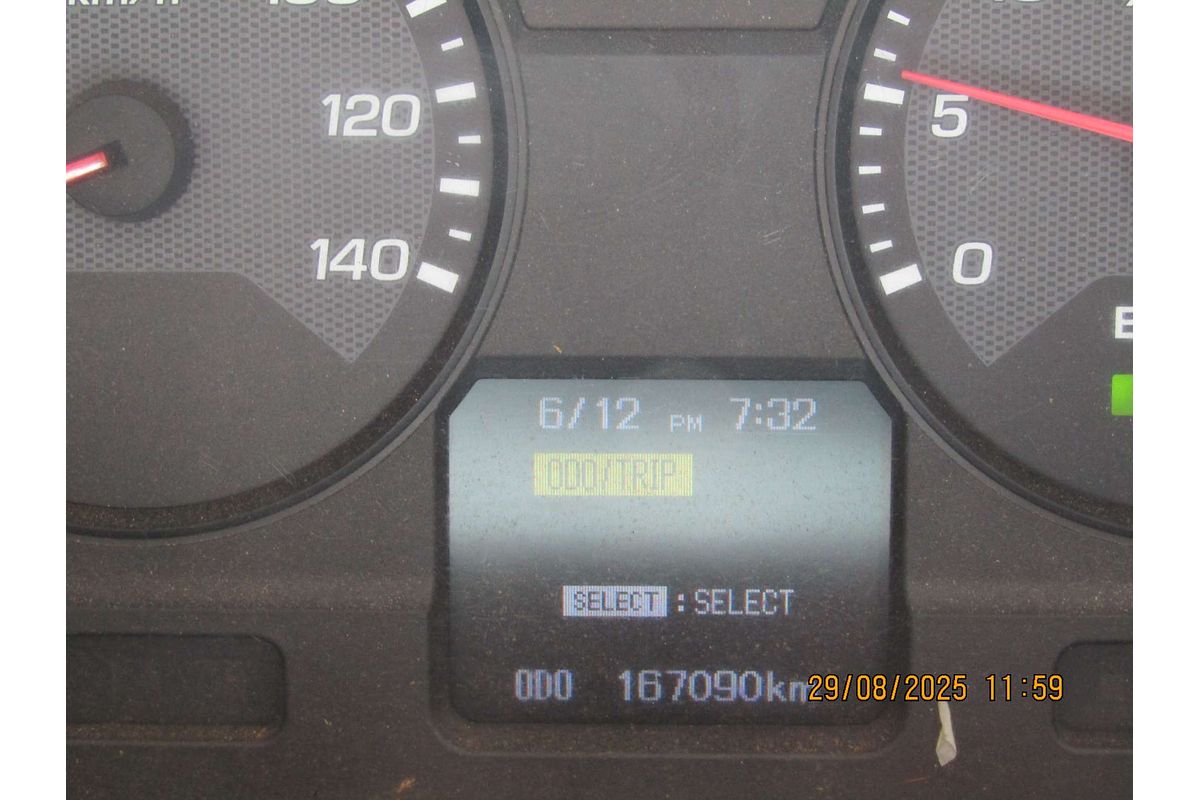 120
140
5
0
6/12 PM 7:32
ODO/TRIP
SELECT : SELECT
ODO 167090km
29/08/2025 11:59